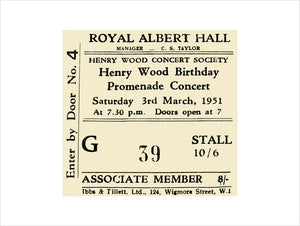 Enter by Door No. 4
ROYAL ALBERT HALL
MANAGER ... C. S. TAYLOR
HENRY WOOD CONCERT SOCIETY
Henry Wood Birthday
Promenade Concert
Saturday 3rd March, 1951
At 7.30 p.m. Doors open at 7
G 39 STALL
10/6
ASSOCIATE MEMBER 8/-
Ibbs & Tillett, Ltd., 124, Wigmore Street, W.1